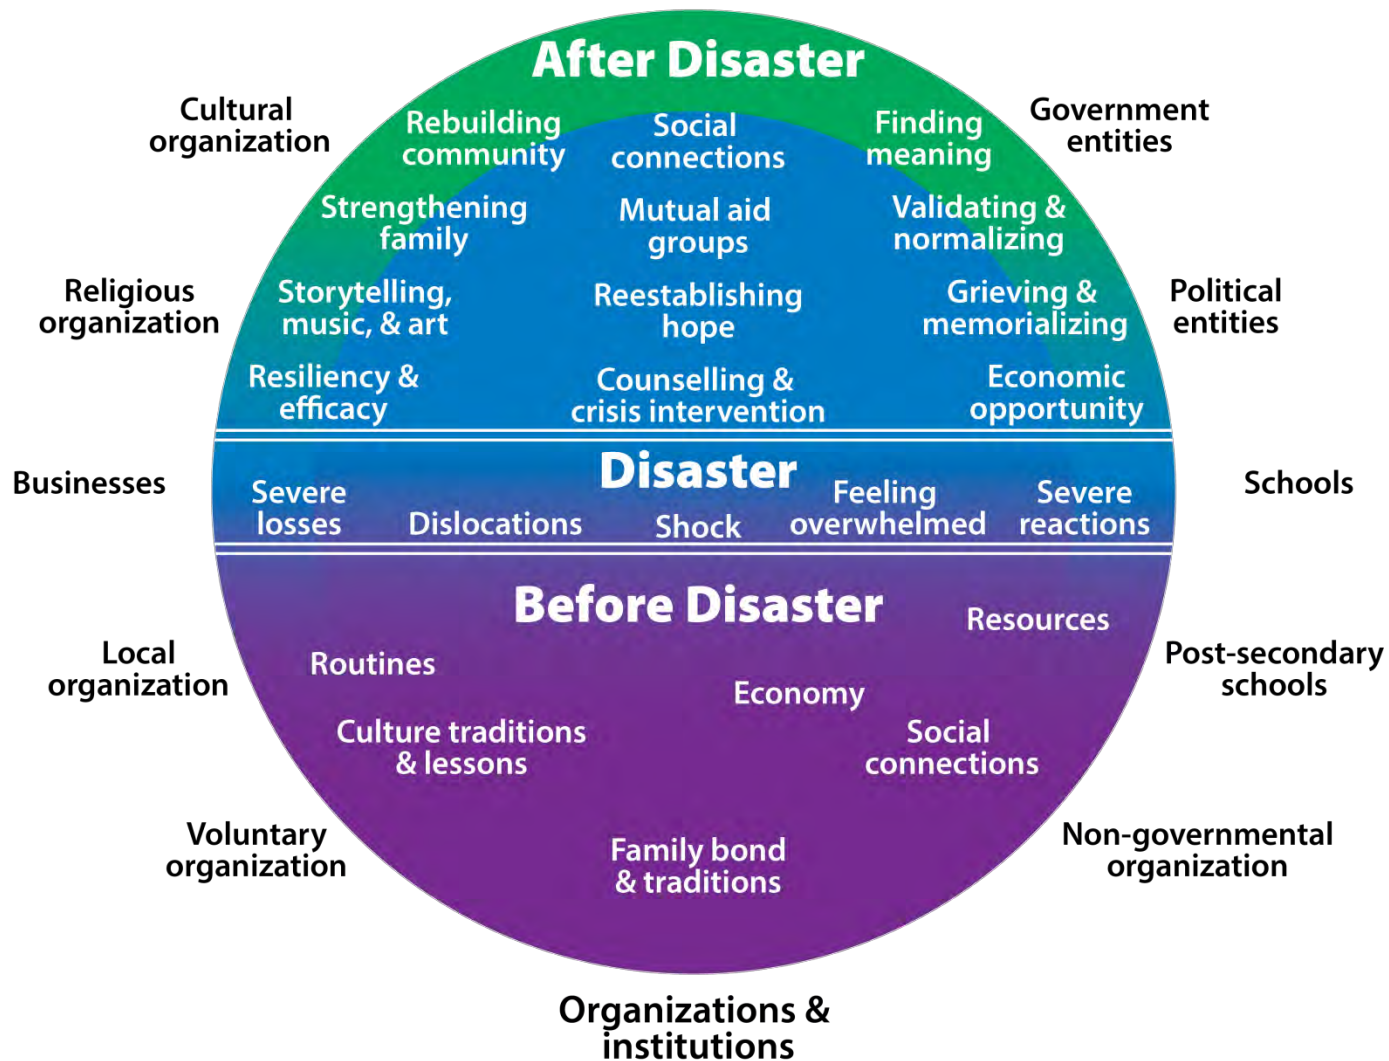 After Disaster
Cultural
organization
Rebuilding
community
Social
connections
Finding
meaning
Government
entities
Strengthening
family
Mutual aid
groups
Validating &
normalizing
Religious
organization
Storytelling,
music, & art
Reestablishing
hope
Grieving &
memorializing
Political
entities
Resiliency &
efficacy
Counselling &
crisis intervention
Economic
opportunity
Businesses
Disaster
Severe
losses
Dislocations
Shock
Feeling
overwhelmed
Severe
reactions
Schools
Before Disaster
Resources
Local
organization
Routines
Economy
Post-secondary
schools
Culture traditions
& lessons
Social
connections
Voluntary
organization
Family bond
& traditions
Non-governmental
organization
Organizations &
institutions